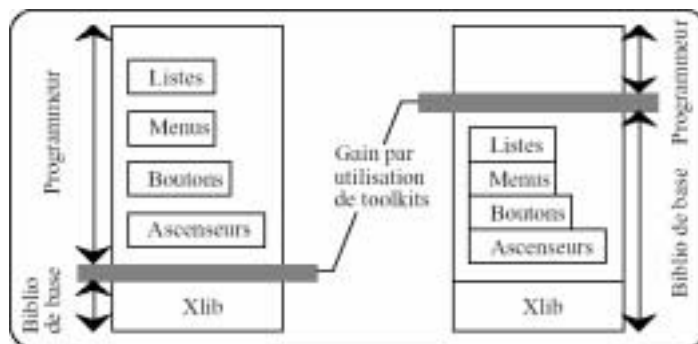 Programmeur
Biblio
de base
Listes
Menus
Boutons
Ascenseurs
Xlib
Gain par
utilisation
de toolkits
Listes
Menus
Boutons
Ascenseurs
Xlib
Programmeur
Biblio de base